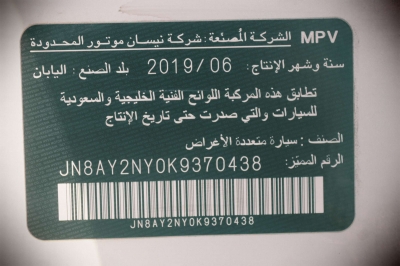 MPV الشركة المصنعة : شركة نيسان موتور المحدودة
سنة وشهر الإنتاج : 2019/06 بلد الصنع : اليابان
تطابق هذه المركبة اللوائح الفنية الخليجية والسعودية
للسيارات والتي صدرت حتى تاريخ الإنتاج
الصنف : سيارة متعددة الأغراض
الرقم المميز : JN8AY2NY0K9370438
JN8AY2NY0K9370438